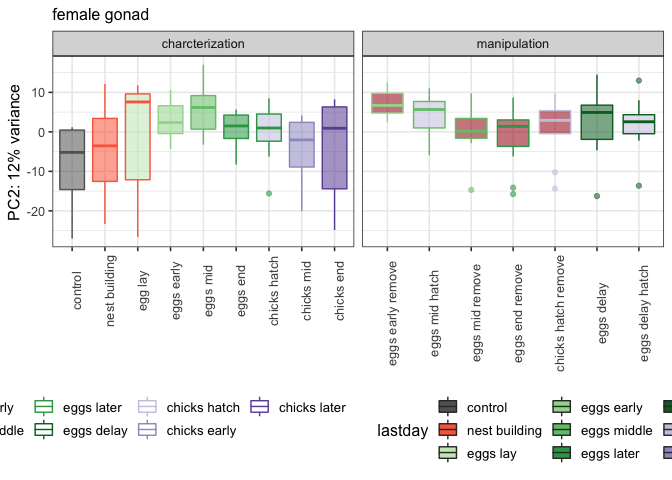 female gonad
charcterization
manipulation
PC2: 12% variance
10
0
-10
-20
control
nest building
egg lay
eggs early
eggs mid
eggs end
chicks hatch
chicks mid
chicks end
eggs early remove
eggs mid hatch
eggs mid remove
eggs end remove
chicks hatch remove
eggs delay
eggs delay hatch
rly
eggs later
chicks hatch
chicks later
ddle
eggs delay
chicks early
lastday
control
eggs early
nest building
eggs middle
eggs lay
eggs later